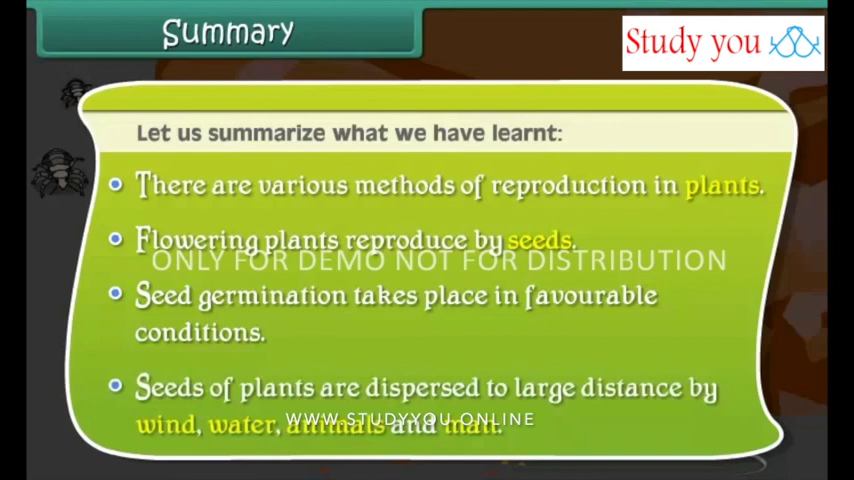 Summary
Study you
Let us summarize what we have learnt:
There are various methods of reproduction in plants.
Flowering plants reproduce by seeds.
ONLY FOR DEMO NOT FOR DISTRIBUTION
Seed germination takes place in favourable
conditions.
Seeds of plants are dispersed to large distance by
wind, water, animals and man.
WWW.STUDYYOU.ONLINE